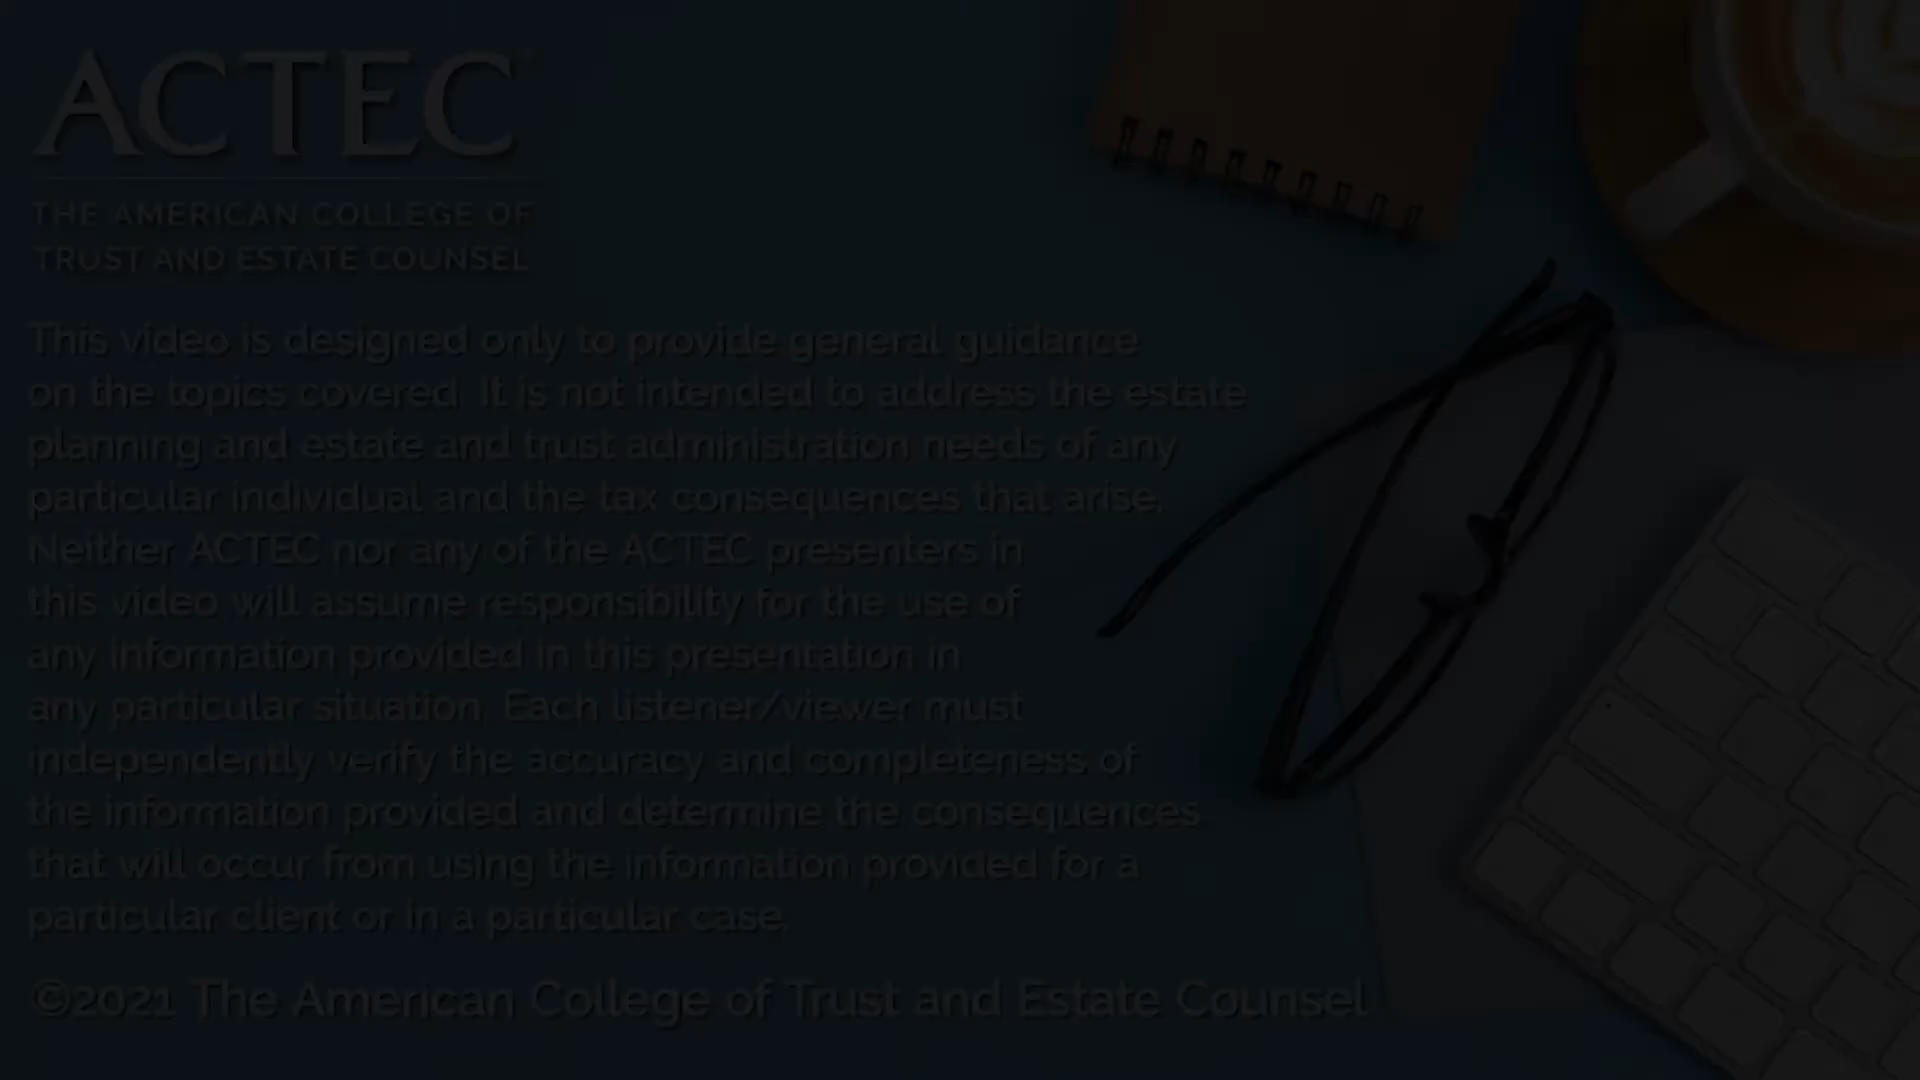 ACTEC
THE AMERICAN COLLEGE OF
TRUST AND ESTATE COUNSEL
This video is designed only to provide general guidance
on the topics covered. It is not intended to address the estate
planning and estate and trust administration needs of any
particular individual and the tax consequences that arise.
Neither ACTEC nor any of the ACTEC presenters in
this video will assume responsibility for the use of
any information provided in this presentation in
any particular situation. Each listener/viewer must
independently verify the accuracy and completeness of
the information provided and determine the consequences
that will occur from using the information provided for a
particular client or in a particular case.
©2021 The American College of Trust and Estate Counsel